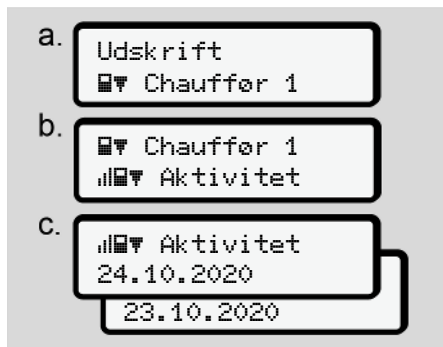 a.
Udskrift
Chauffør 1
b.
Chauffør 1
Aktivitet
c.
Aktivitet
24.10.2020
23.10.2020